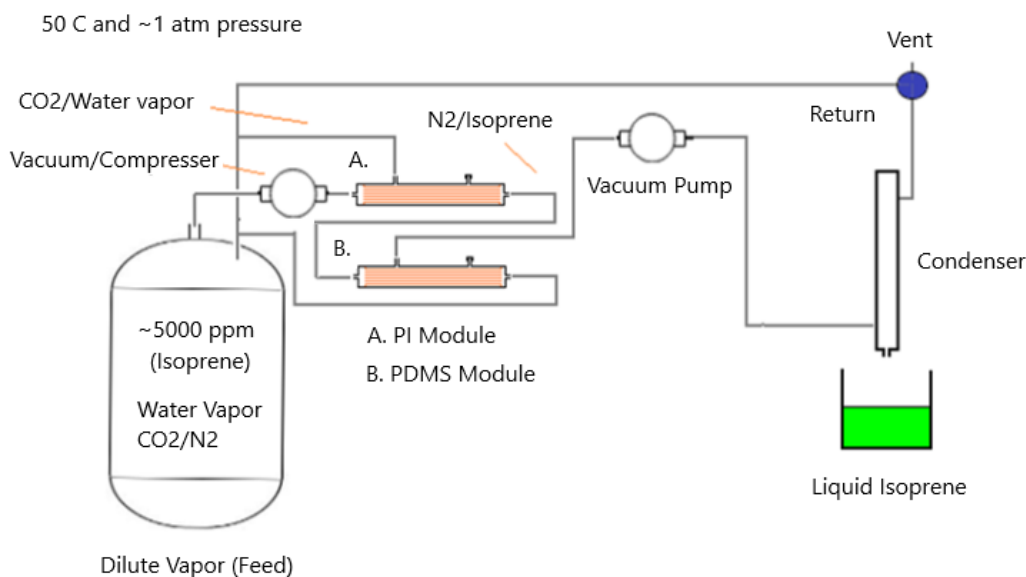 50 C and ~1 atm pressure
Vent
CO2/Water vapor
N2/Isoprene
Return
Vacuum/Compresser
A.
Vacuum Pump
B.
Condenser
~5000 ppm
(Isoprene)
A. PI Module
B. PDMS Module
Water Vapor
CO2/N2
Liquid Isoprene
Dilute Vapor (Feed)